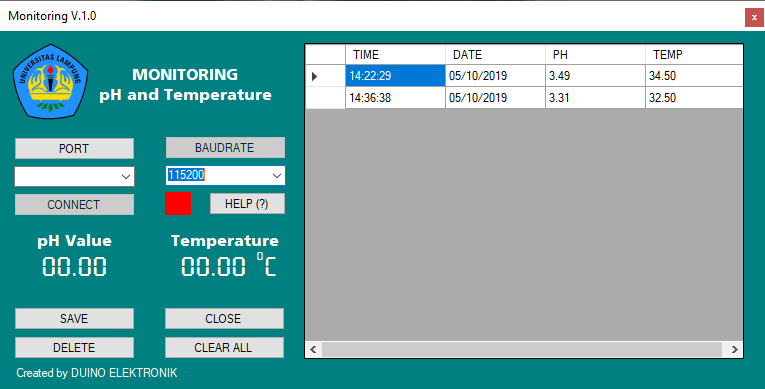 Monitoring V.1.0
x
UNIVERSITAS LAMPUNG
MONITORING
pH and Temperature
PORT
BAUDRATE
115200
CONNECT
HELP (?)
pH Value
Temperature
00.00
00.00 °C
SAVE
CLOSE
DELETE
CLEAR ALL
Created by DUINO ELEKTRONIK
TIME DATE PH TEMP
14:22:29 05/10/2019 3.49 34.50
14:36:38 05/10/2019 3.31 32.50